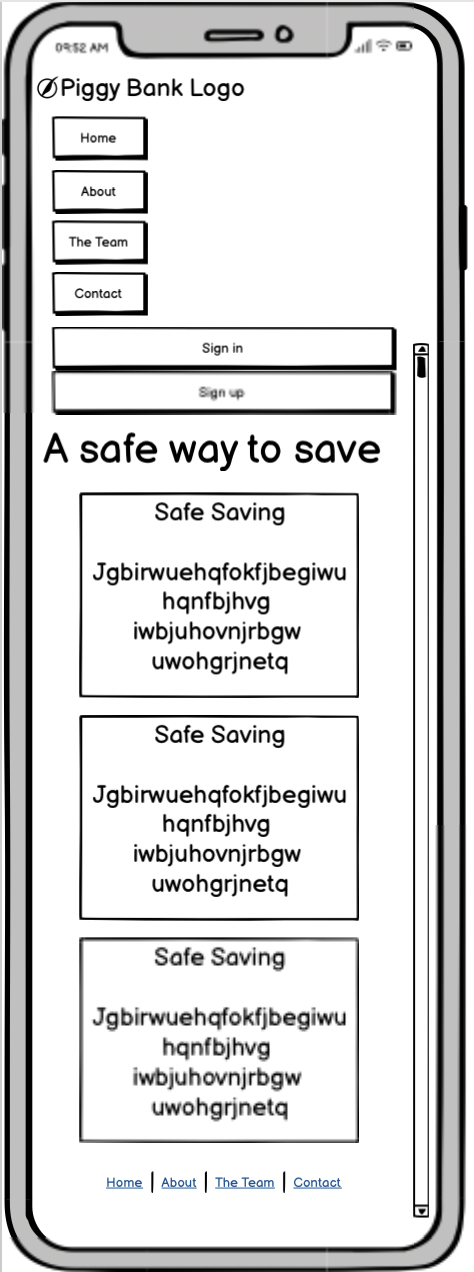 09:52 AM
Piggy Bank Logo
Home
About
The Team
Contact
Sign in
Sign up
A safe way to save
Safe Saving
Jgbirwuehqfokfjbegiwu
hqnfbjhvg
iwbjuhovnjrbgw
uwohgrjnetq
Safe Saving
Jgbirwuehqfokfjbegiwu
hqnfbjhvg
iwbjuhovnjrbgw
uwohgrjnetq
Safe Saving
Jgbirwuehqfokfjbegiwu
hqnfbjhvg
iwbjuhovnjrbgw
uwohgrjnetq
Home | About | The Team | Contact